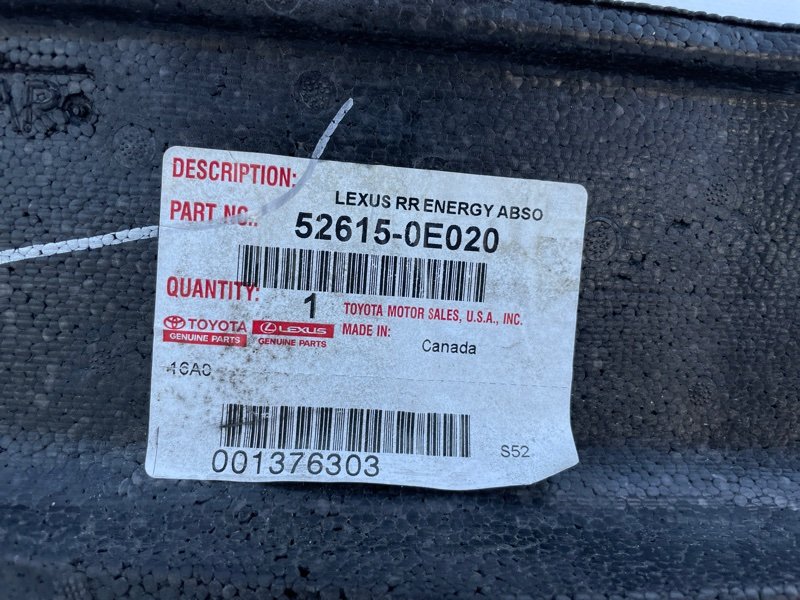 DESCRIPTION:
LEXUS RR ENERGY ABSO
PART NO.:
52615-0E020
QUANTITY:
1
TOYOTA MOTOR SALES, U.S.A., INC.
TOYOTA
GENUINE PARTS
LEXUS
GENUINE PARTS
MADE IN:
Canada
16A0
001376303
S52